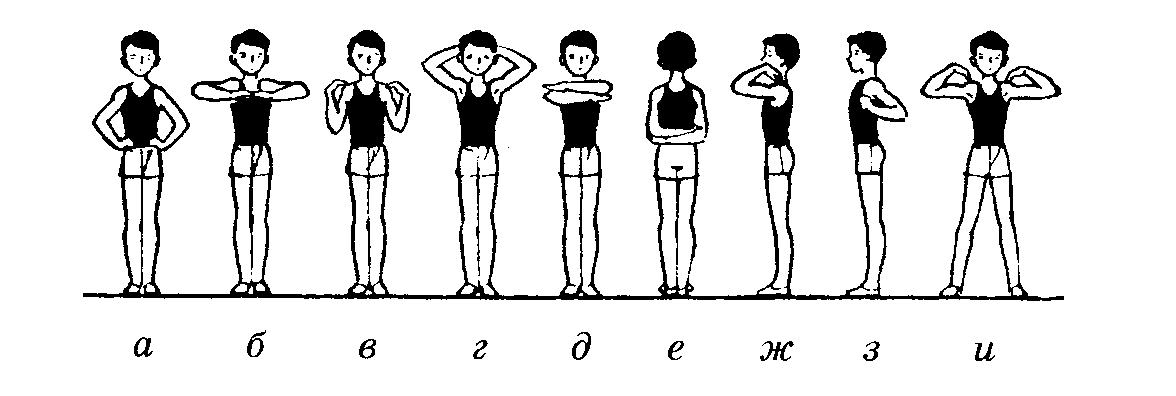 а б в г д е ж з и